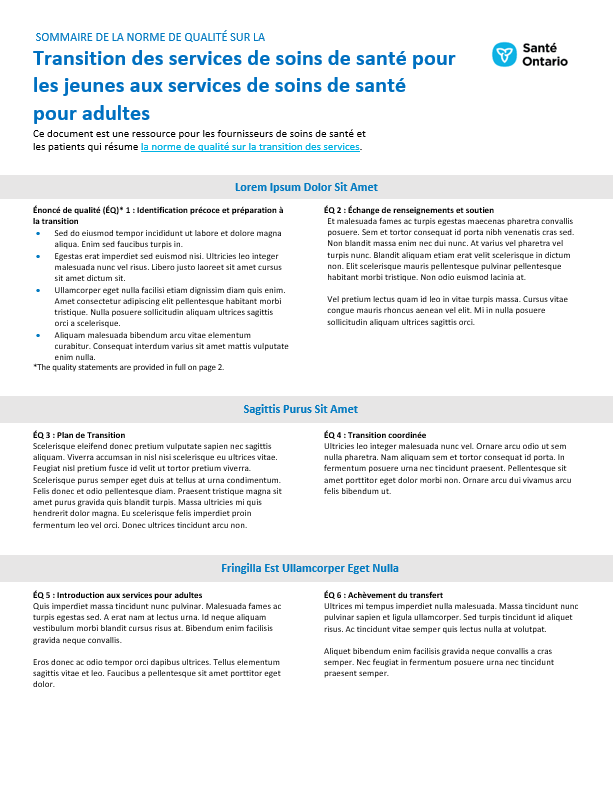 SOMMAIRE DE LA NORME DE QUALITÉ SUR LA
Transition des services de soins de santé pour
les jeunes aux services de soins de santé
pour adultes
Santé
Ontario
Ce document est une ressource pour les fournisseurs de soins de santé et
les patients qui résume la norme de qualité sur la transition des services.
Lorem Ipsum Dolor Sit Amet
Énoncé de qualité (ÉQ)* 1 : Identification précoce et préparation à
la transition
• Sed do eiusmod tempor incididunt ut labore et dolore magna
aliqua. Enim sed faucibus turpis in.
• Egestas erat imperdiet sed euismod nisi. Ultricies leo integer
malesuada nunc vel risus. Libero justo laoreet sit amet cursus
sit amet dictum sit.
• Ullamcorper eget nulla facilisi etiam dignissim diam quis enim.
Amet consectetur adipiscing elit pellentesque habitant morbi
tristique. Nulla posuere sollicitudin aliquam ultrices sagittis
orci a scelerisque.
• Aliquam malesuada bibendum arcu vitae elementum
curabitur. Consequat interdum varius sit amet mattis vulputate
enim nulla.
*The quality statements are provided in full on page 2.
ÉQ 2 : Échange de renseignements et soutien
Et malesuada fames ac turpis egestas maecenas pharetra convallis
posuere. Sem et tortor consequat id porta nibh venenatis cras sed.
Non blandit massa enim nec dui nunc. At varius vel pharetra vel
turpis nunc. Blandit aliquam etiam erat velit scelerisque in dictum
non. Elit scelerisque mauris pellentesque pulvinar pellentesque
habitant morbi tristique. Non odio euismod lacinia at.
Vel pretium lectus quam id leo in vitae turpis massa. Cursus vitae
congue mauris rhoncus aenean vel elit. Mi in nulla posuere
sollicitudin aliquam ultrices sagittis orci.
Sagittis Purus Sit Amet
ÉQ 3 : Plan de Transition
Scelerisque eleifend donec pretium vulputate sapien nec sagittis
aliquam. Viverra accumsan in nisl nisi scelerisque eu ultrices vitae.
Feugiat nisl pretium fusce id velit ut tortor pretium viverra.
Scelerisque purus semper eget duis at tellus at urna condimentum.
Felis donec et odio pellentesque diam. Praesent tristique magna sit
amet purus gravida quis blandit turpis. Massa ultricies mi quis
hendrerit dolor magna. Eu scelerisque felis imperdiet proin
fermentum leo vel orci. Donec ultrices tincidunt arcu non.
ÉQ 4 : Transition coordinée
Ultricies leo integer malesuada nunc vel. Ornare arcu odio ut sem
nulla pharetra. Nam aliquam sem et tortor consequat id porta. In
fermentum posuere urna nec tincidunt praesent. Pellentesque sit
amet porttitor eget dolor morbi non. Ornare arcu dui vivamus arcu
felis bibendum ut.
Fringilla Est Ullamcorper Eget Nulla
ÉQ 5 : Introduction aux services pour adultes
Quis imperdiet massa tincidunt nunc pulvinar. Malesuada fames ac
turpis egestas sed. A erat nam at lectus urna. Id neque aliquam
vestibulum morbi blandit cursus risus at. Bibendum enim facilisis
gravida neque convallis.
Eros donec ac odio tempor orci dapibus ultrices. Tellus elementum
sagittis vitae et leo. Faucibus a pellentesque sit amet porttitor eget
dolor.
ÉQ 6 : Achèvement du transfert
Ultrices mi tempus imperdiet nulla malesuada. Massa tincidunt nunc
pulvinar sapien et ligula ullamcorper. Sed turpis tincidunt id aliquet
risus. Ac tincidunt vitae semper quis lectus nulla at volutpat.
Aliquet bibendum enim facilisis gravida neque convallis a cras
semper. Nec feugiat in fermentum posuere urna nec tincidunt
praesent semper.